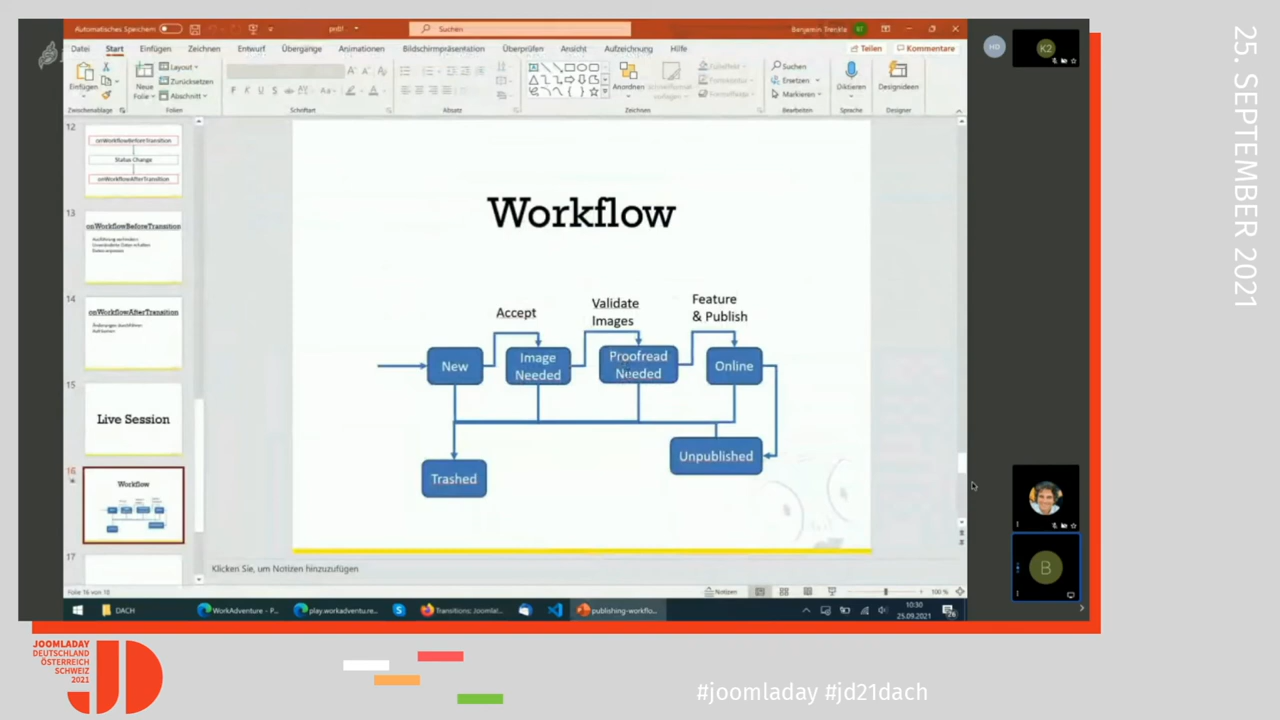 Automatisches Speichern
Suchen
Datei Start Einfügen Zeichnen Entwurf Übergänge Animationen Bildschirmpräsentation Überprüfen Ansicht Aufzeichnung Hilfe
Teilen
Kommentare
Einfügen
Neue
Folien
Layout
Zurücksetzen
Abschnitt
Anordnen
Suchen
Ersetzen
Markieren
Diktieren
Designideen
Zwischenablage
Folien
Schriftart
Absatz
Zeichnen
Bearbeiten
Sprache
Designer
12
onWorkflowBeforeTransition
Status Change
onWorkflowAfterTransition
13
onWorkflowBeforeTransition
14
onWorkflowAfterTransition
15
Live Session
16
Workflow
17
Workflow
Accept
Validate
Images
Feature
& Publish
New
Image
Needed
Proofread
Needed
Online
Unpublished
Trashed
Klicken Sie, um Notizen hinzuzufügen
Folie 16 von 18
Notizen
100 %
DACH
WorkAdventure - P...
play.workadventu.re...
Transitions: Joomla!...
publishing-workflo...
10:30
25.09.2021
HD
K2
B
25. SEPTEMBER 2021
JOOMLADAY
DEUTSCHLAND
ÖSTERREICH
SCHWEIZ
2021
#joomladay #jd21dach